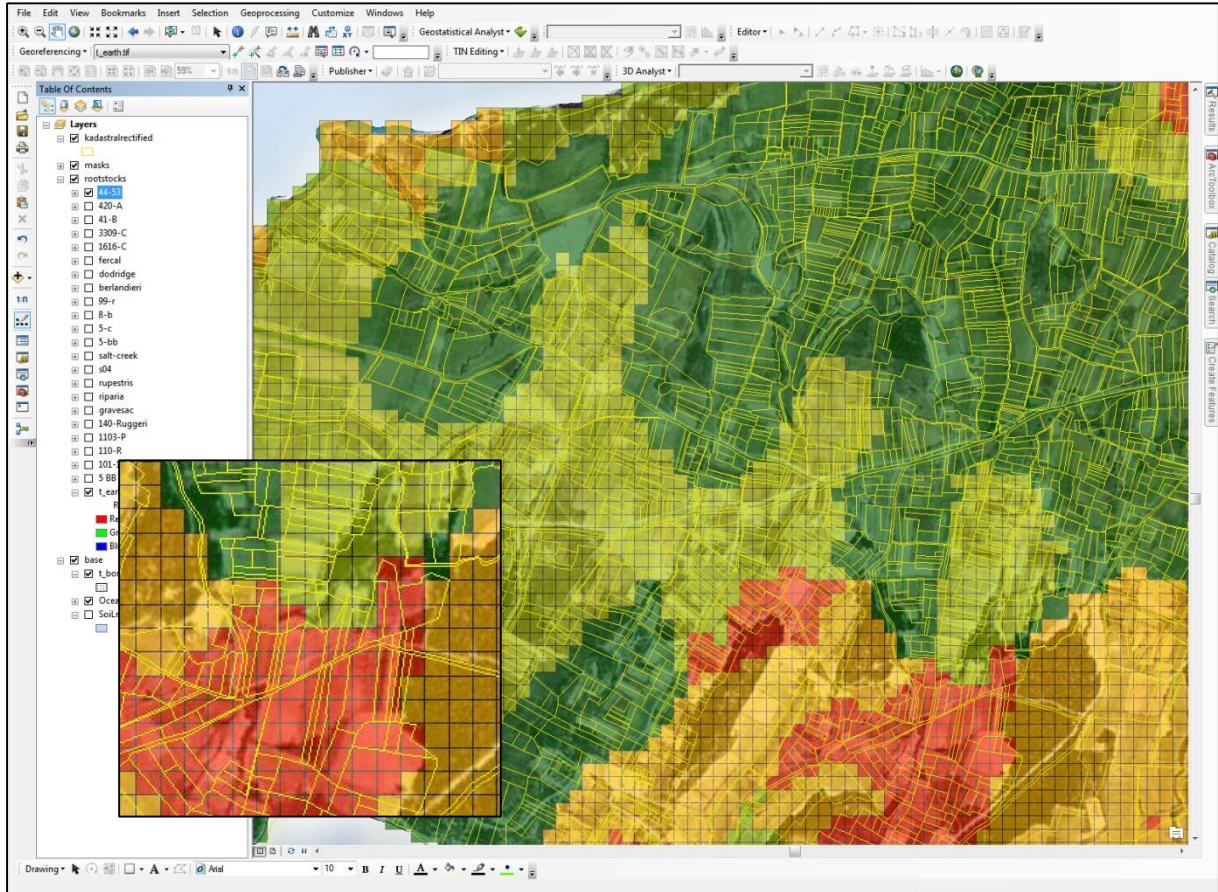 File Edit View Bookmarks Insert Selection Geoprocessing Customize Windows Help
Geostatistical Analyst Editor
Georeferencing t_earth.tif TIN Editing
59% Publisher 3D Analyst
Table Of Contents
Layers
kadastralrectified
masks
rootstocks
44-53
420-A
41-B
3309-C
1616-C
fercal
dodridge
berlandieri
99-r
8-b
5-c
5-bb
salt-creek
s04
rupestris
riparia
gravesac
140-Ruggeri
1103-P
110-R
5 BB
base
Results
ArcToolbox
Catalog
Search
Create Features
Drawing Arial 10 B I U A